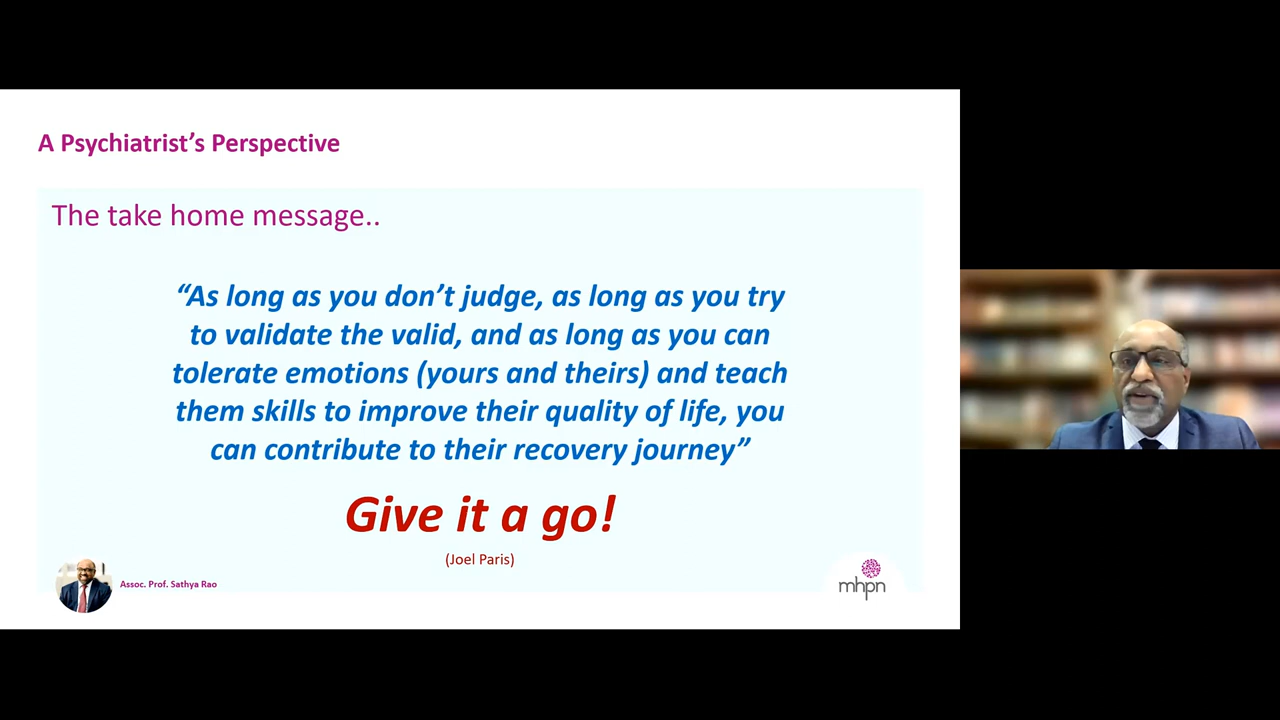 A Psychiatrist’s Perspective
The take home message..
“As long as you don’t judge, as long as you try
to validate the valid, and as long as you can
tolerate emotions (yours and theirs) and teach
them skills to improve their quality of life, you
can contribute to their recovery journey”
Give it a go!
(Joel Paris)
Assoc. Prof. Sathya Rao
mhpn